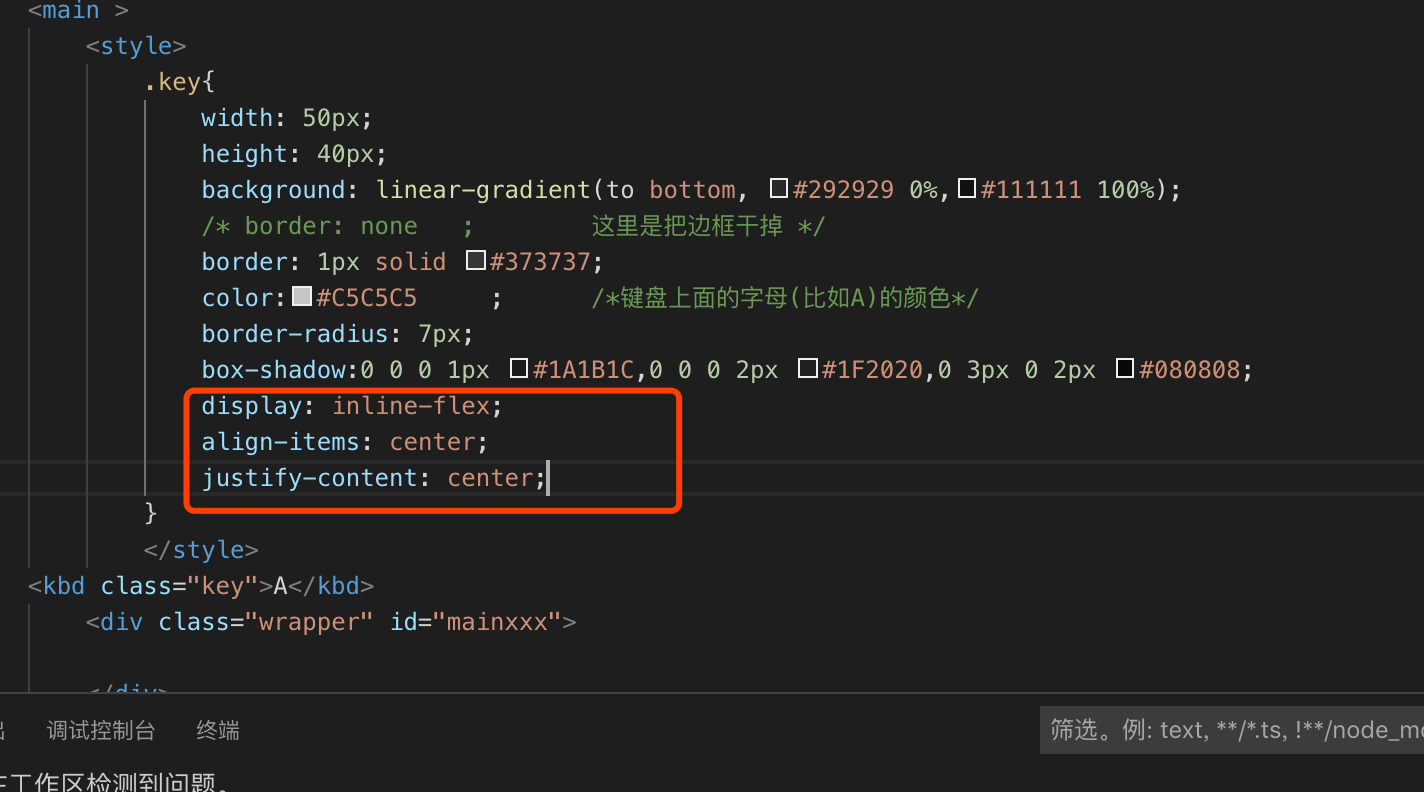 <main >
<style>
.key{
width: 50px;
height: 40px;
background: linear-gradient(to bottom, #292929 0%,#111111 100%);
/* border: none   ;        这里是把边框干掉 */
border: 1px solid #373737;
color:#C5C5C5     ;      /*键盘上面的字母(比如A)的颜色*/
border-radius: 7px;
box-shadow:0 0 0 1px #1A1B1C,0 0 0 2px #1F2020,0 3px 0 2px #080808;
display: inline-flex;
align-items: center;
justify-content: center;
}
</style>
<kbd class="key">A</kbd>
<div class="wrapper" id="mainxxx">
</div>
调试控制台 终端 筛选。例: text, **/*.ts, !**/node_mo
工作区检测到问题。